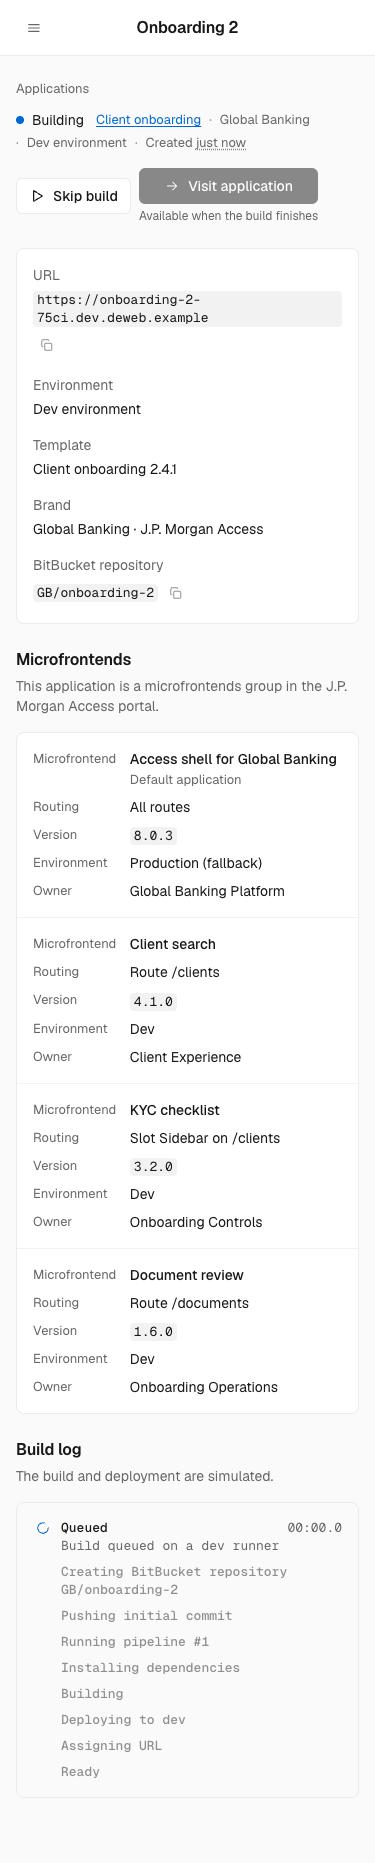 Onboarding 2
Applications
Building Client onboarding · Global Banking
· Dev environment · Created just now
Skip build
Visit application
Available when the build finishes
URL
https://onboarding-2-
75ci.dev.deweb.example
Environment
Dev environment
Template
Client onboarding 2.4.1
Brand
Global Banking · J.P. Morgan Access
BitBucket repository
GB/onboarding-2
Microfrontends
This application is a microfrontends group in the J.P.
Morgan Access portal.
Microfrontend Access shell for Global Banking
Default application
Routing All routes
Version 8.0.3
Environment Production (fallback)
Owner Global Banking Platform
Microfrontend Client search
Routing Route /clients
Version 4.1.0
Environment Dev
Owner Client Experience
Microfrontend KYC checklist
Routing Slot Sidebar on /clients
Version 3.2.0
Environment Dev
Owner Onboarding Controls
Microfrontend Document review
Routing Route /documents
Version 1.6.0
Environment Dev
Owner Onboarding Operations
Build log
The build and deployment are simulated.
Queued 00:00.0
Build queued on a dev runner
Creating BitBucket repository
GB/onboarding-2
Pushing initial commit
Running pipeline #1
Installing dependencies
Building
Deploying to dev
Assigning URL
Ready